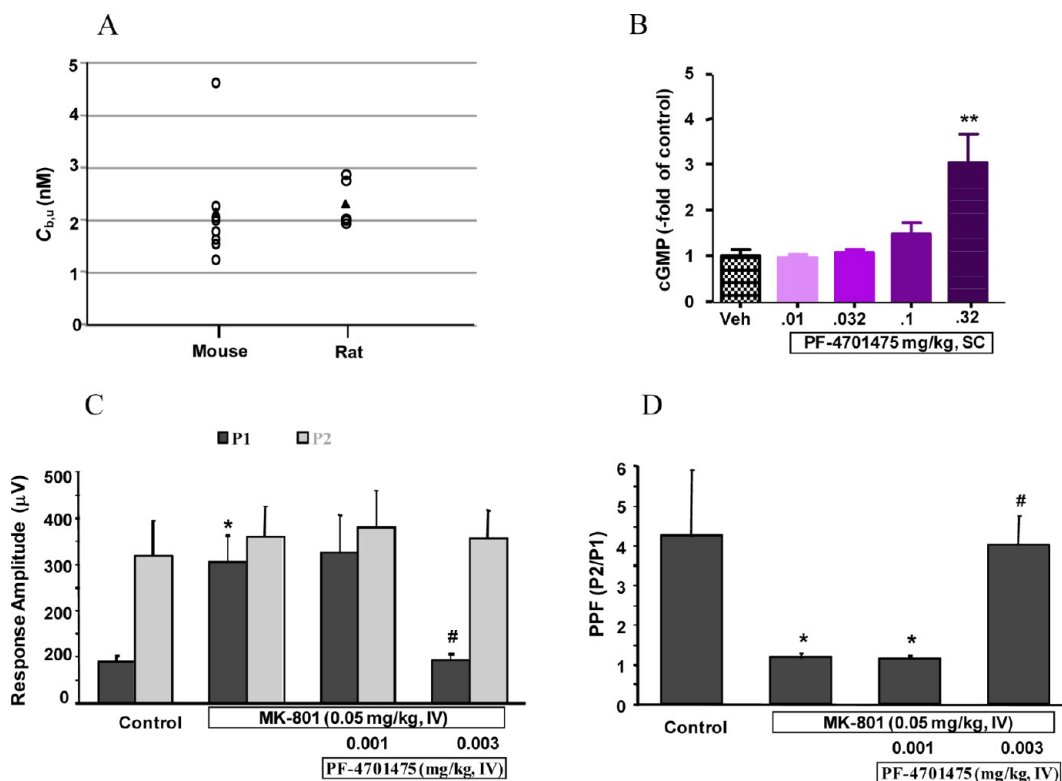 A
5
4
3
2
1
0
C_b,u (nM)
Mouse
Rat
B
5
4
3
2
1
0
cGMP (-fold of control)
**
Veh
.01
.032
.1
.32
PF-4701475 mg/kg, SC
C
P1
P2
500
400
300
300
200
0
Response Amplitude (μV)
*
#
Control
MK-801 (0.05 mg/kg, IV)
0.001
0.003
PF-4701475 (mg/kg, IV)
D
6
5
4
3
2
1
0
PPF (P2/P1)
*
*
#
Control
MK-801 (0.05 mg/kg, IV)
0.001
0.003
PF-4701475 (mg/kg, IV)